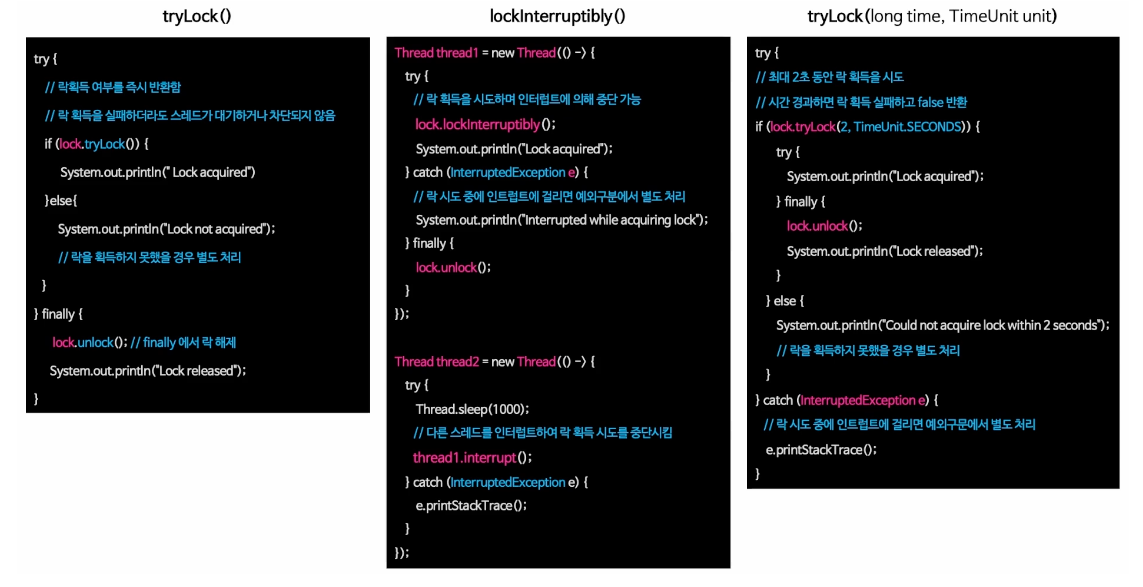 tryLock()
try {
// 락획득 여부를 즉시 반환함
// 락 획득을 실패하더라도 스레드가 대기하거나 차단되지 않음
if (lock.tryLock()) {
System.out.println(" Lock acquired")
}else{
System.out.println("Lock not acquired");
// 락을 획득하지 못했을 경우 별도 처리
}
} finally {
lock.unlock(); // finally 에서 락 해제
System.out.println("Lock released");
}
lockInterruptibly()
Thread thread1 = new Thread(() -> {
try {
// 락 획득을 시도하며 인터럽트에 의해 중단 가능
lock.lockInterruptibly();
System.out.println("Lock acquired");
} catch (InterruptedException e) {
// 락 시도 중에 인트럽트에 걸리면 예외구분에서 별도 처리
System.out.println("Interrupted while acquiring lock");
} finally {
lock.unlock();
}
});
Thread thread2 = new Thread(() -> {
try {
Thread.sleep(1000);
// 다른 스레드를 인터럽트하여 락 획득 시도를 중단시킴
thread1.interrupt();
} catch (InterruptedException e) {
e.printStackTrace();
}
});
tryLock(long time, TimeUnit unit)
try {
// 최대 2초 동안 락 획득을 시도
// 시간 경과하면 락 획득 실패하고 false 반환
if (lock.tryLock(2, TimeUnit.SECONDS)) {
try {
System.out.println("Lock acquired");
} finally {
lock.unlock();
System.out.println("Lock released");
}
} else {
System.out.println("Could not acquire lock within 2 seconds");
// 락을 획득하지 못했을 경우 별도 처리
}
} catch (InterruptedException e) {
// 락 시도 중에 인트럽트에 걸리면 예외구문에서 별도 처리
e.printStackTrace();
}